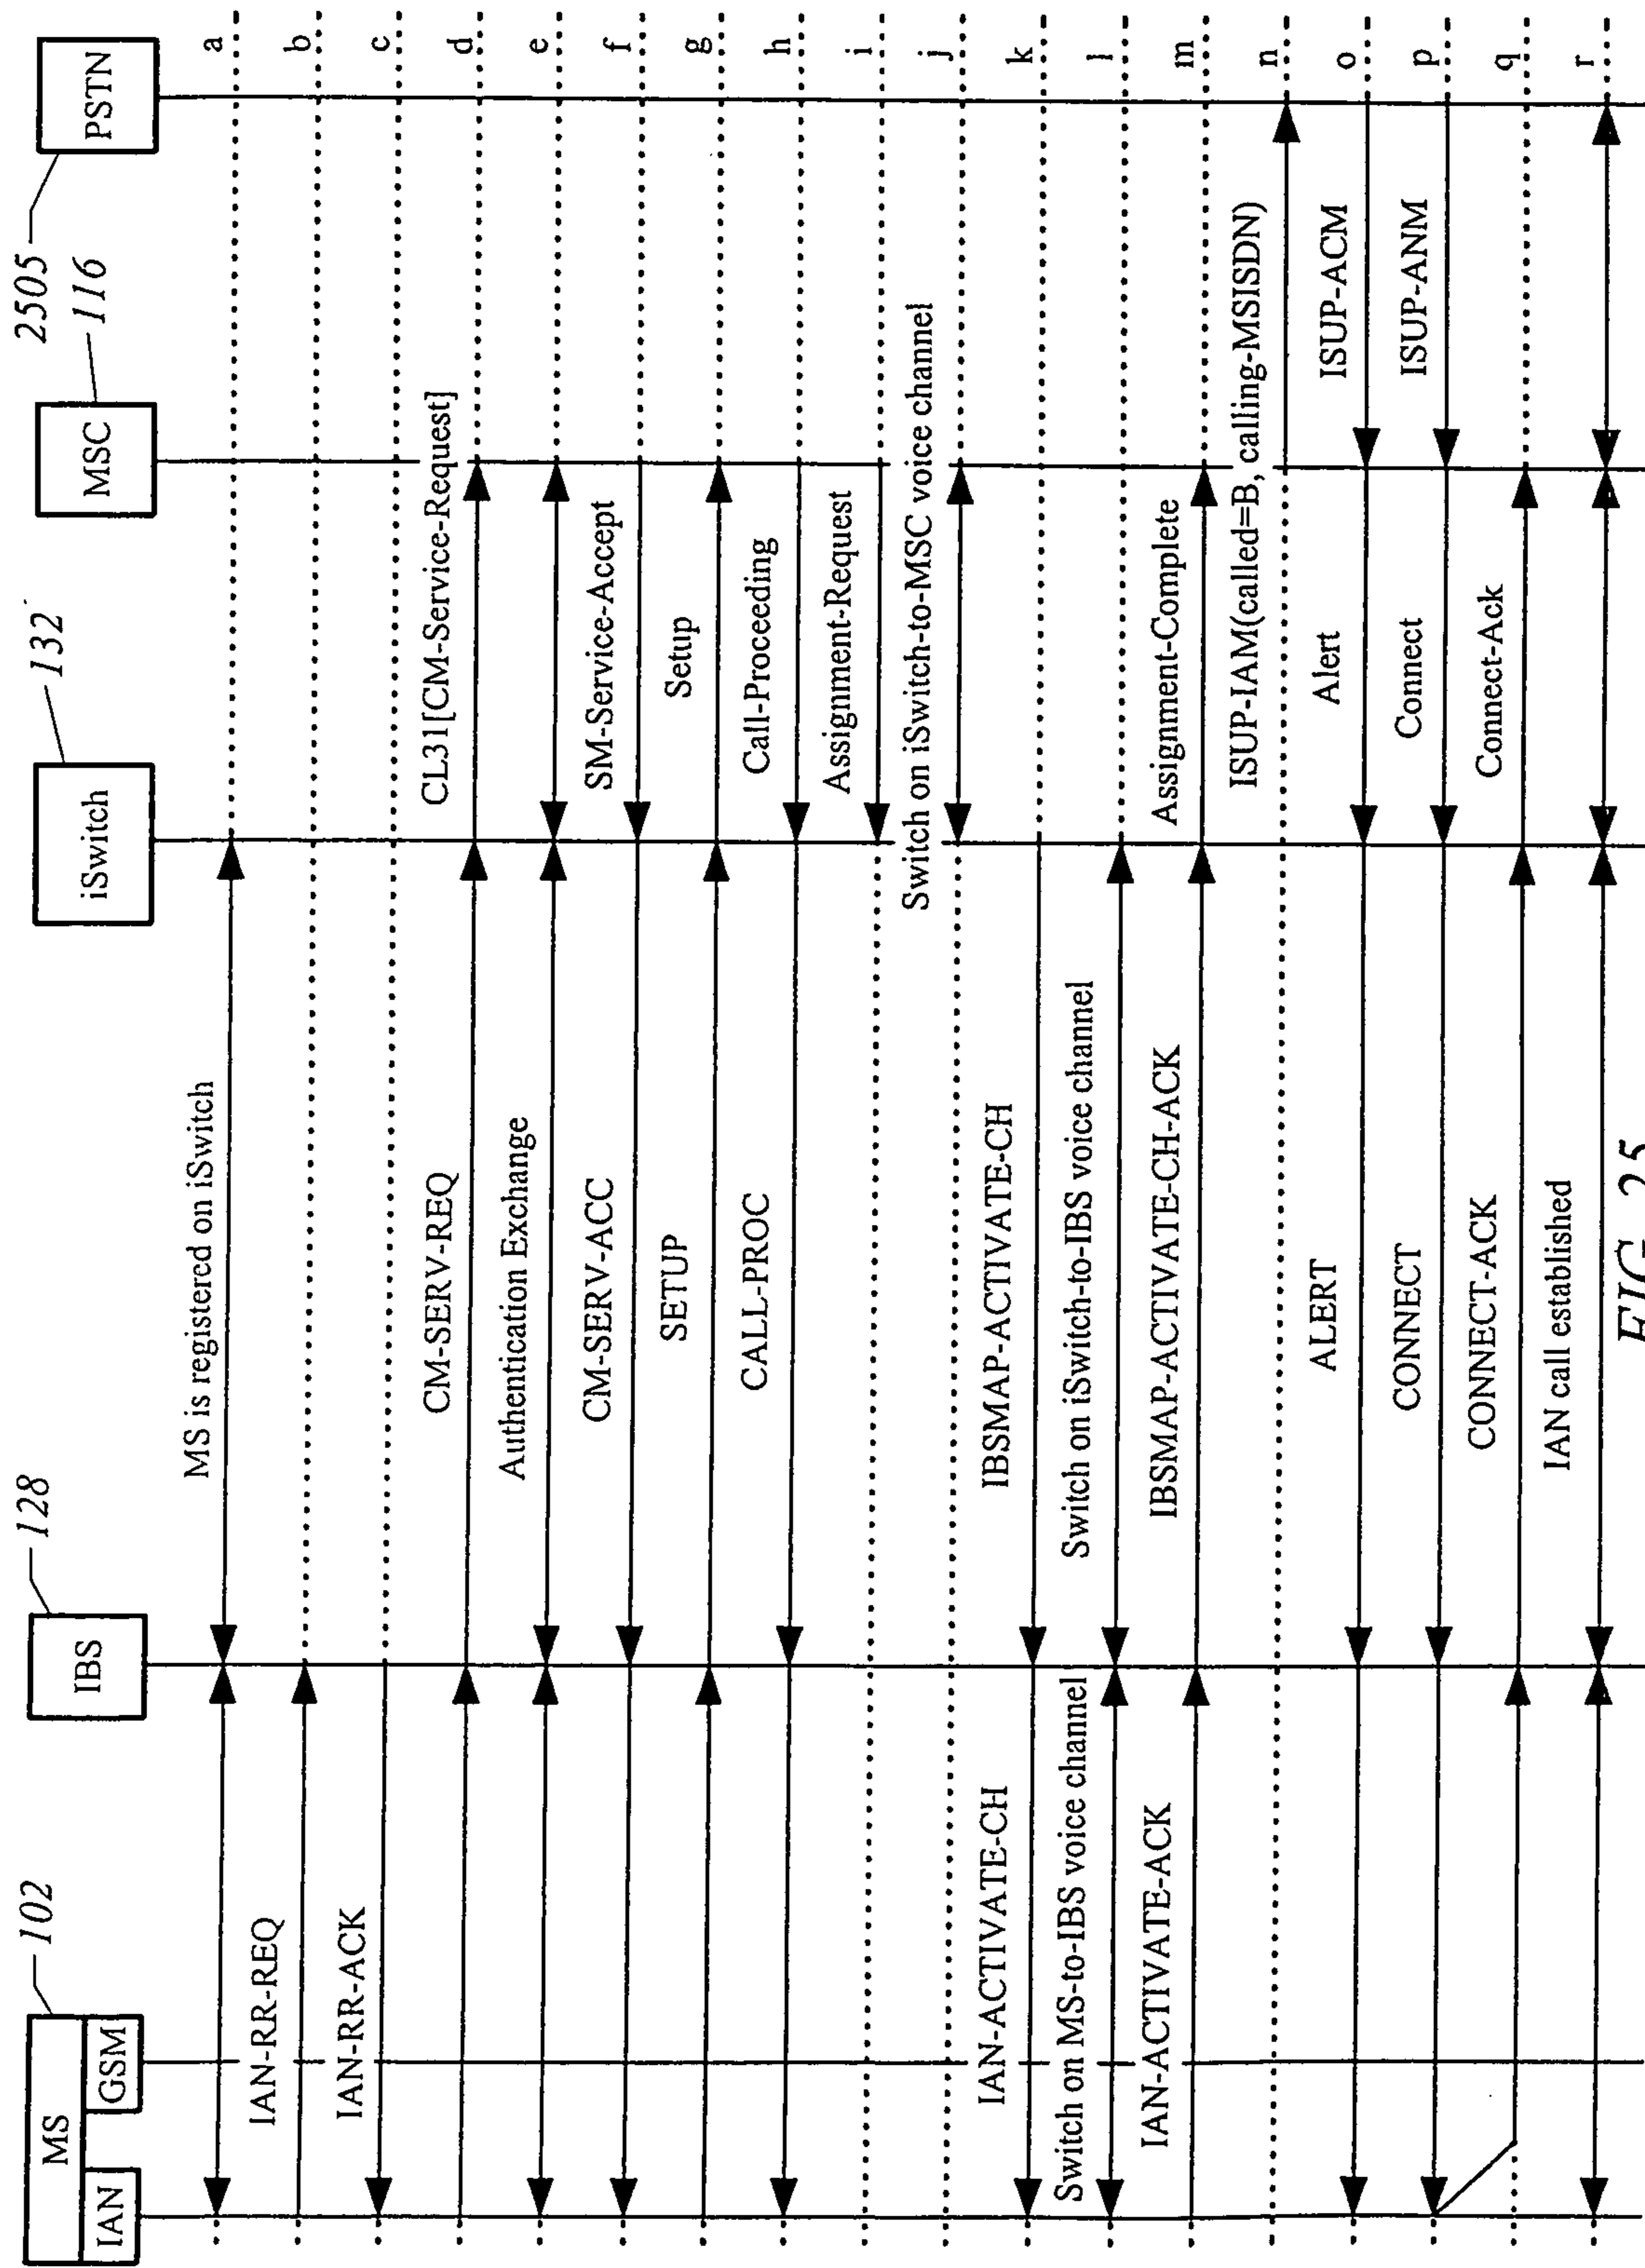 102
MS
IAN
GSM
128
IBS
132
iSwitch
116
MSC
2505
PSTN
MS is registered on iSwitch
a
IAN-RR-REQ
b
IAN-RR-ACK
c
CM-SERV-REQ
CL31[CM-Service-Request]
d
Authentication Exchange
e
CM-SERV-ACC
SM-Service-Accept
f
SETUP
Setup
g
CALL-PROC
Call-Proceeding
h
Assignment-Request
i
Switch on iSwitch-to-MSC voice channel
j
IAN-ACTIVATE-CH
IBSMAP-ACTIVATE-CH
k
Switch on MS-to-IBS voice channel
Switch on iSwitch-to-IBS voice channel
l
IAN-ACTIVATE-ACK
IBSMAP-ACTIVATE-CH-ACK
Assignment-Complete
m
ISUP-IAM(called=B, calling-MSISDN)
n
ALERT
Alert
ISUP-ACM
o
CONNECT
Connect
ISUP-ANM
p
CONNECT-ACK
Connect-Ack
q
IAN call established
r
FIG. 25